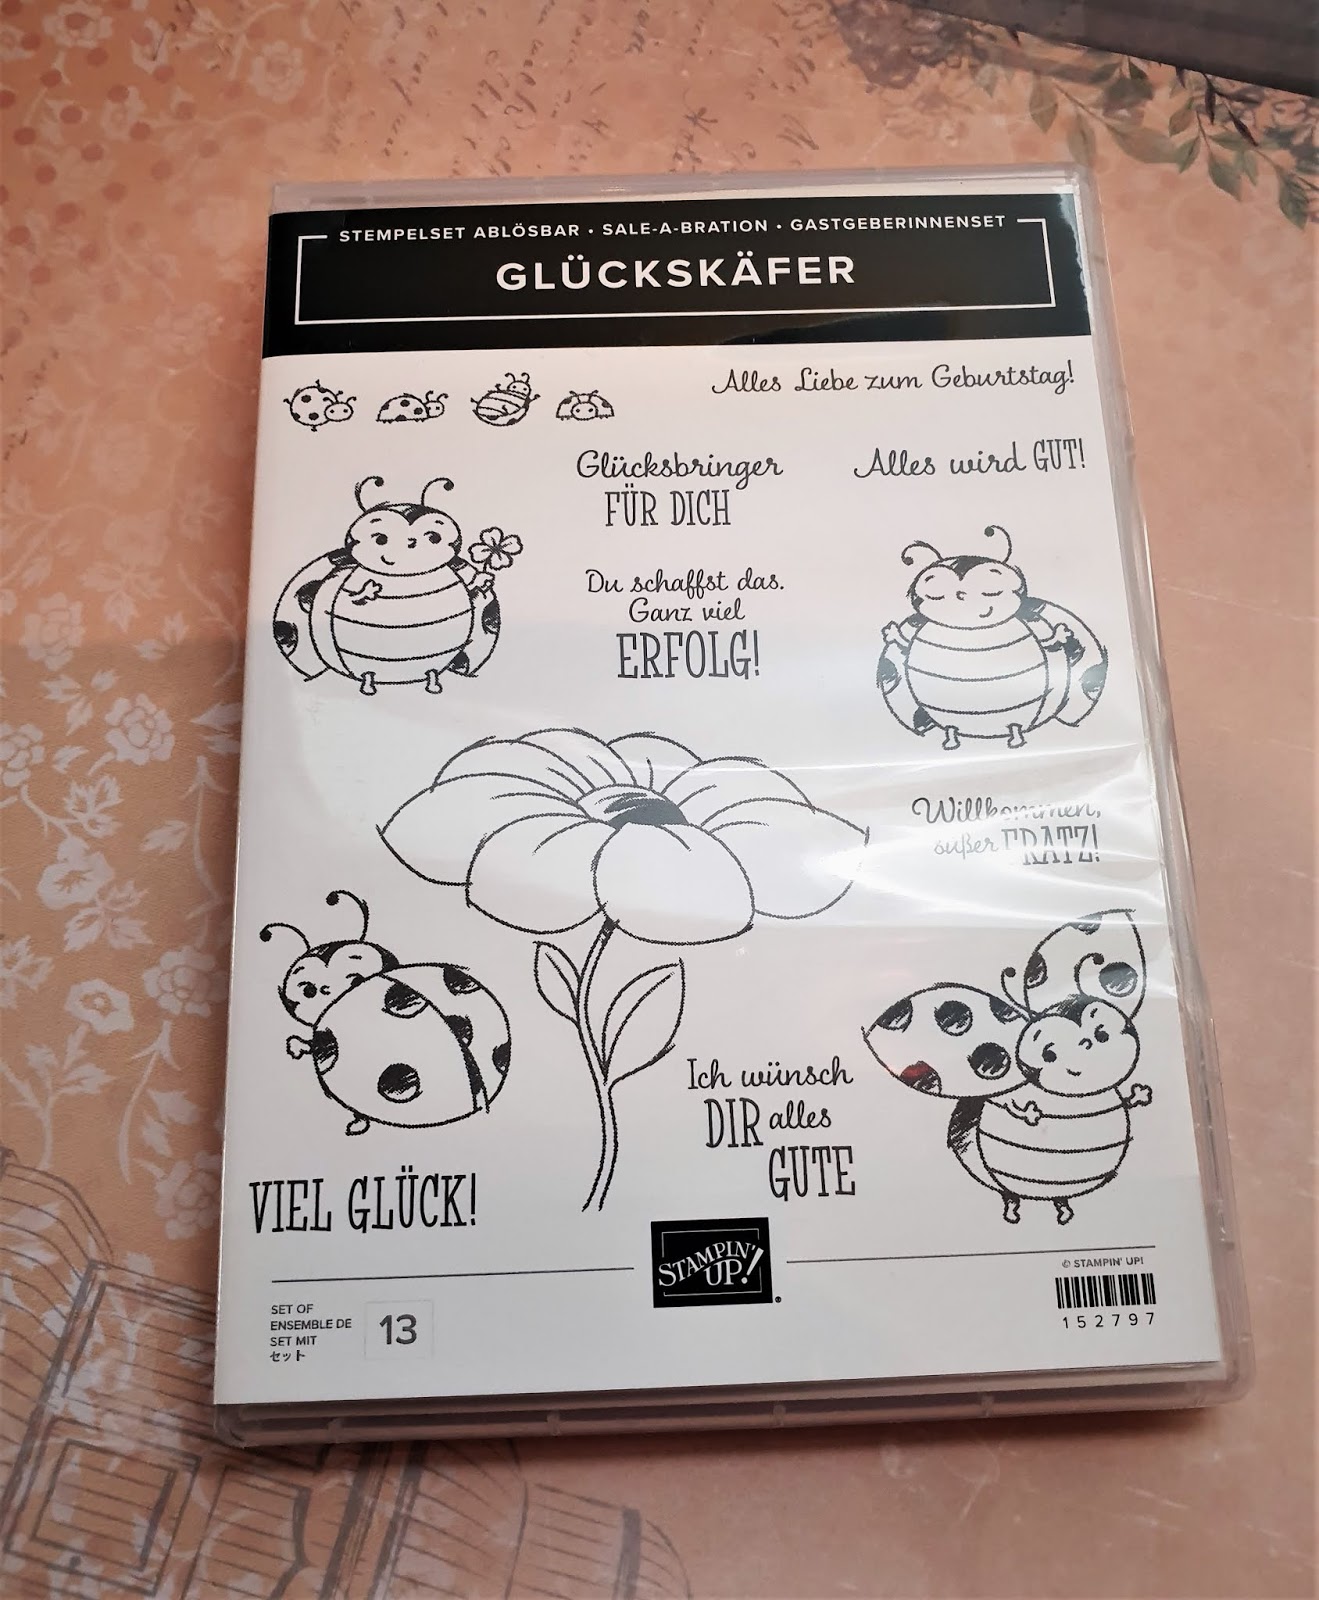 STEMPELSET ABLÖSBAR • SALE-A-BRATION • GASTGEBERINNENSET
GLÜCKSKÄFER
Alles Liebe zum Geburtstag!
Glücksbringer
FÜR DICH
Alles wird GUT!
Du schaffst das.
Ganz viel
ERFOLG!
Willkommen,
süßer FRATZ!
Ich wünsch
DIR alles
GUTE
VIEL GLÜCK!
STAMPIN'
UP!
®
© STAMPIN' UP!
152797
SET OF
ENSEMBLE DE
SET MIT
セット
13